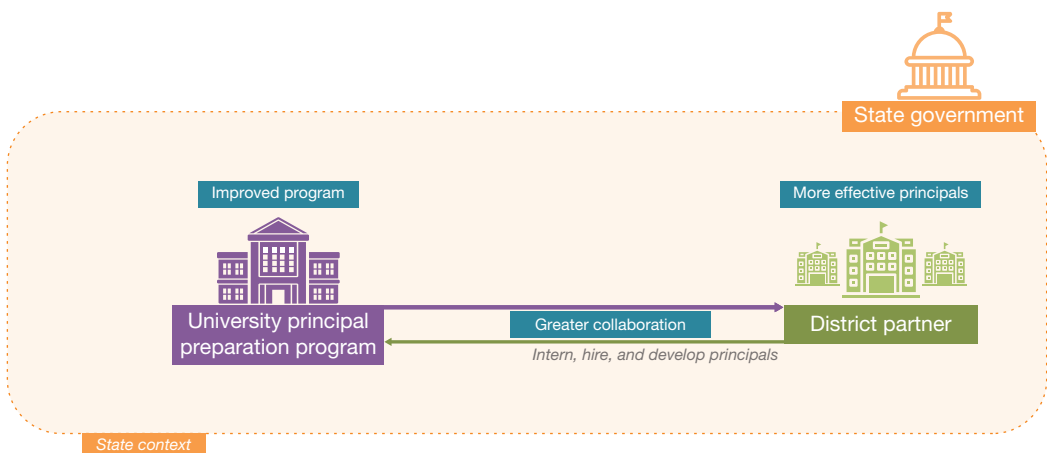 State government
Improved program
More effective principals
University principal
preparation program
Greater collaboration
District partner
Intern, hire, and develop principals
State context